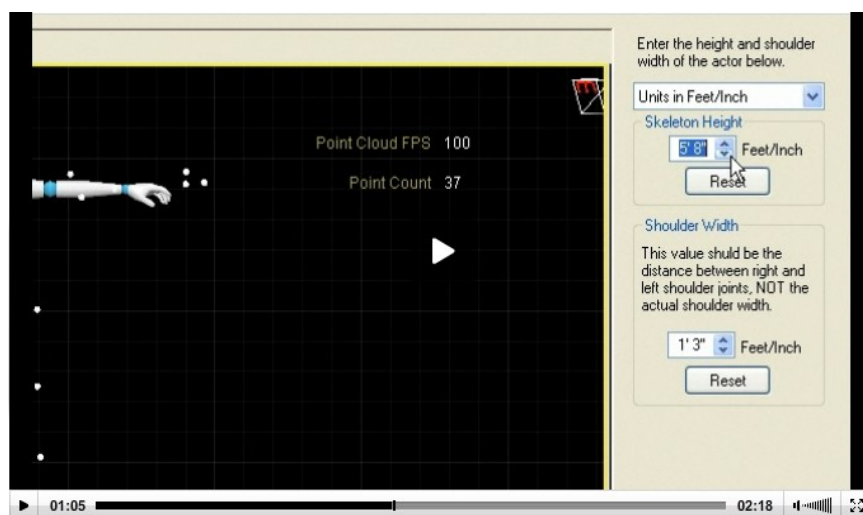 Enter the height and shoulder
width of the actor below.
Units in Feet/Inch
Skeleton Height
5' 8" Feet/Inch
Reset
Point Cloud FPS 100
Point Count 37
Shoulder Width
This value shuld be the
distance between right and
left shoulder joints, NOT the
actual shoulder width.
1' 3" Feet/Inch
Reset
01:05 02:18